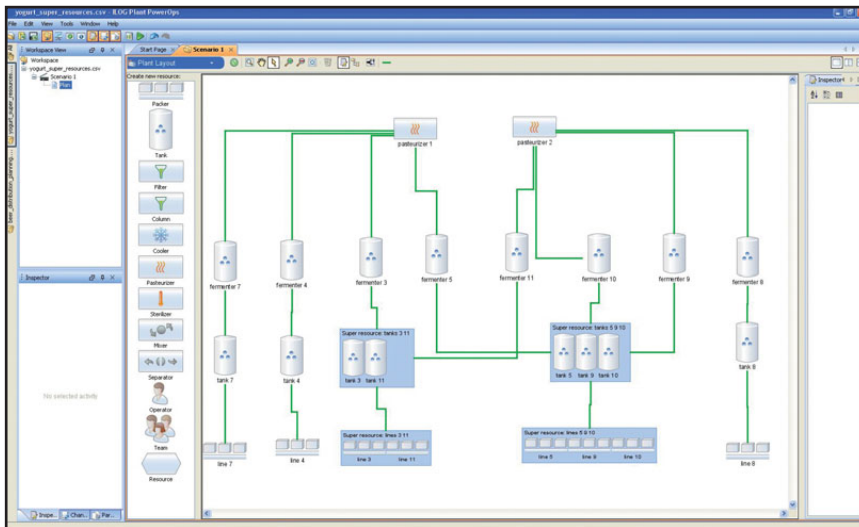 yogurt_super_resources.csv - ILOG Plant PowerOps
File Edit View Tools Window Help
Workspace View
Start Page
Scenario 1
Workspace
yogurt_super_resources.csv
Scenario 1
Plan
Plant Layout
Inspector
Create new resource:
Packer
Tank
Filter
Column
Cooler
Pasteurizer
Sterilizer
Mixer
Separator
Operator
Team
Resource
pasteurizer 1
pasteurizer 2
fermenter 7
fermenter 4
fermenter 3
fermenter 5
fermenter 11
fermenter 10
fermenter 9
fermenter 8
Super resource: tanks 3 11
Super resource: tanks 5 9 10
tank 7
tank 4
tank 3
tank 11
tank 5
tank 9
tank 10
tank 8
Super resource: lines 3 11
Super resource: lines 5 9 10
line 7
line 4
line 3
line 11
line 5
line 9
line 10
line 8
Inspector
No selected activity
Inspe...
Chan...
Par...
yogurt_super_resources...
beer_distribution_planning...